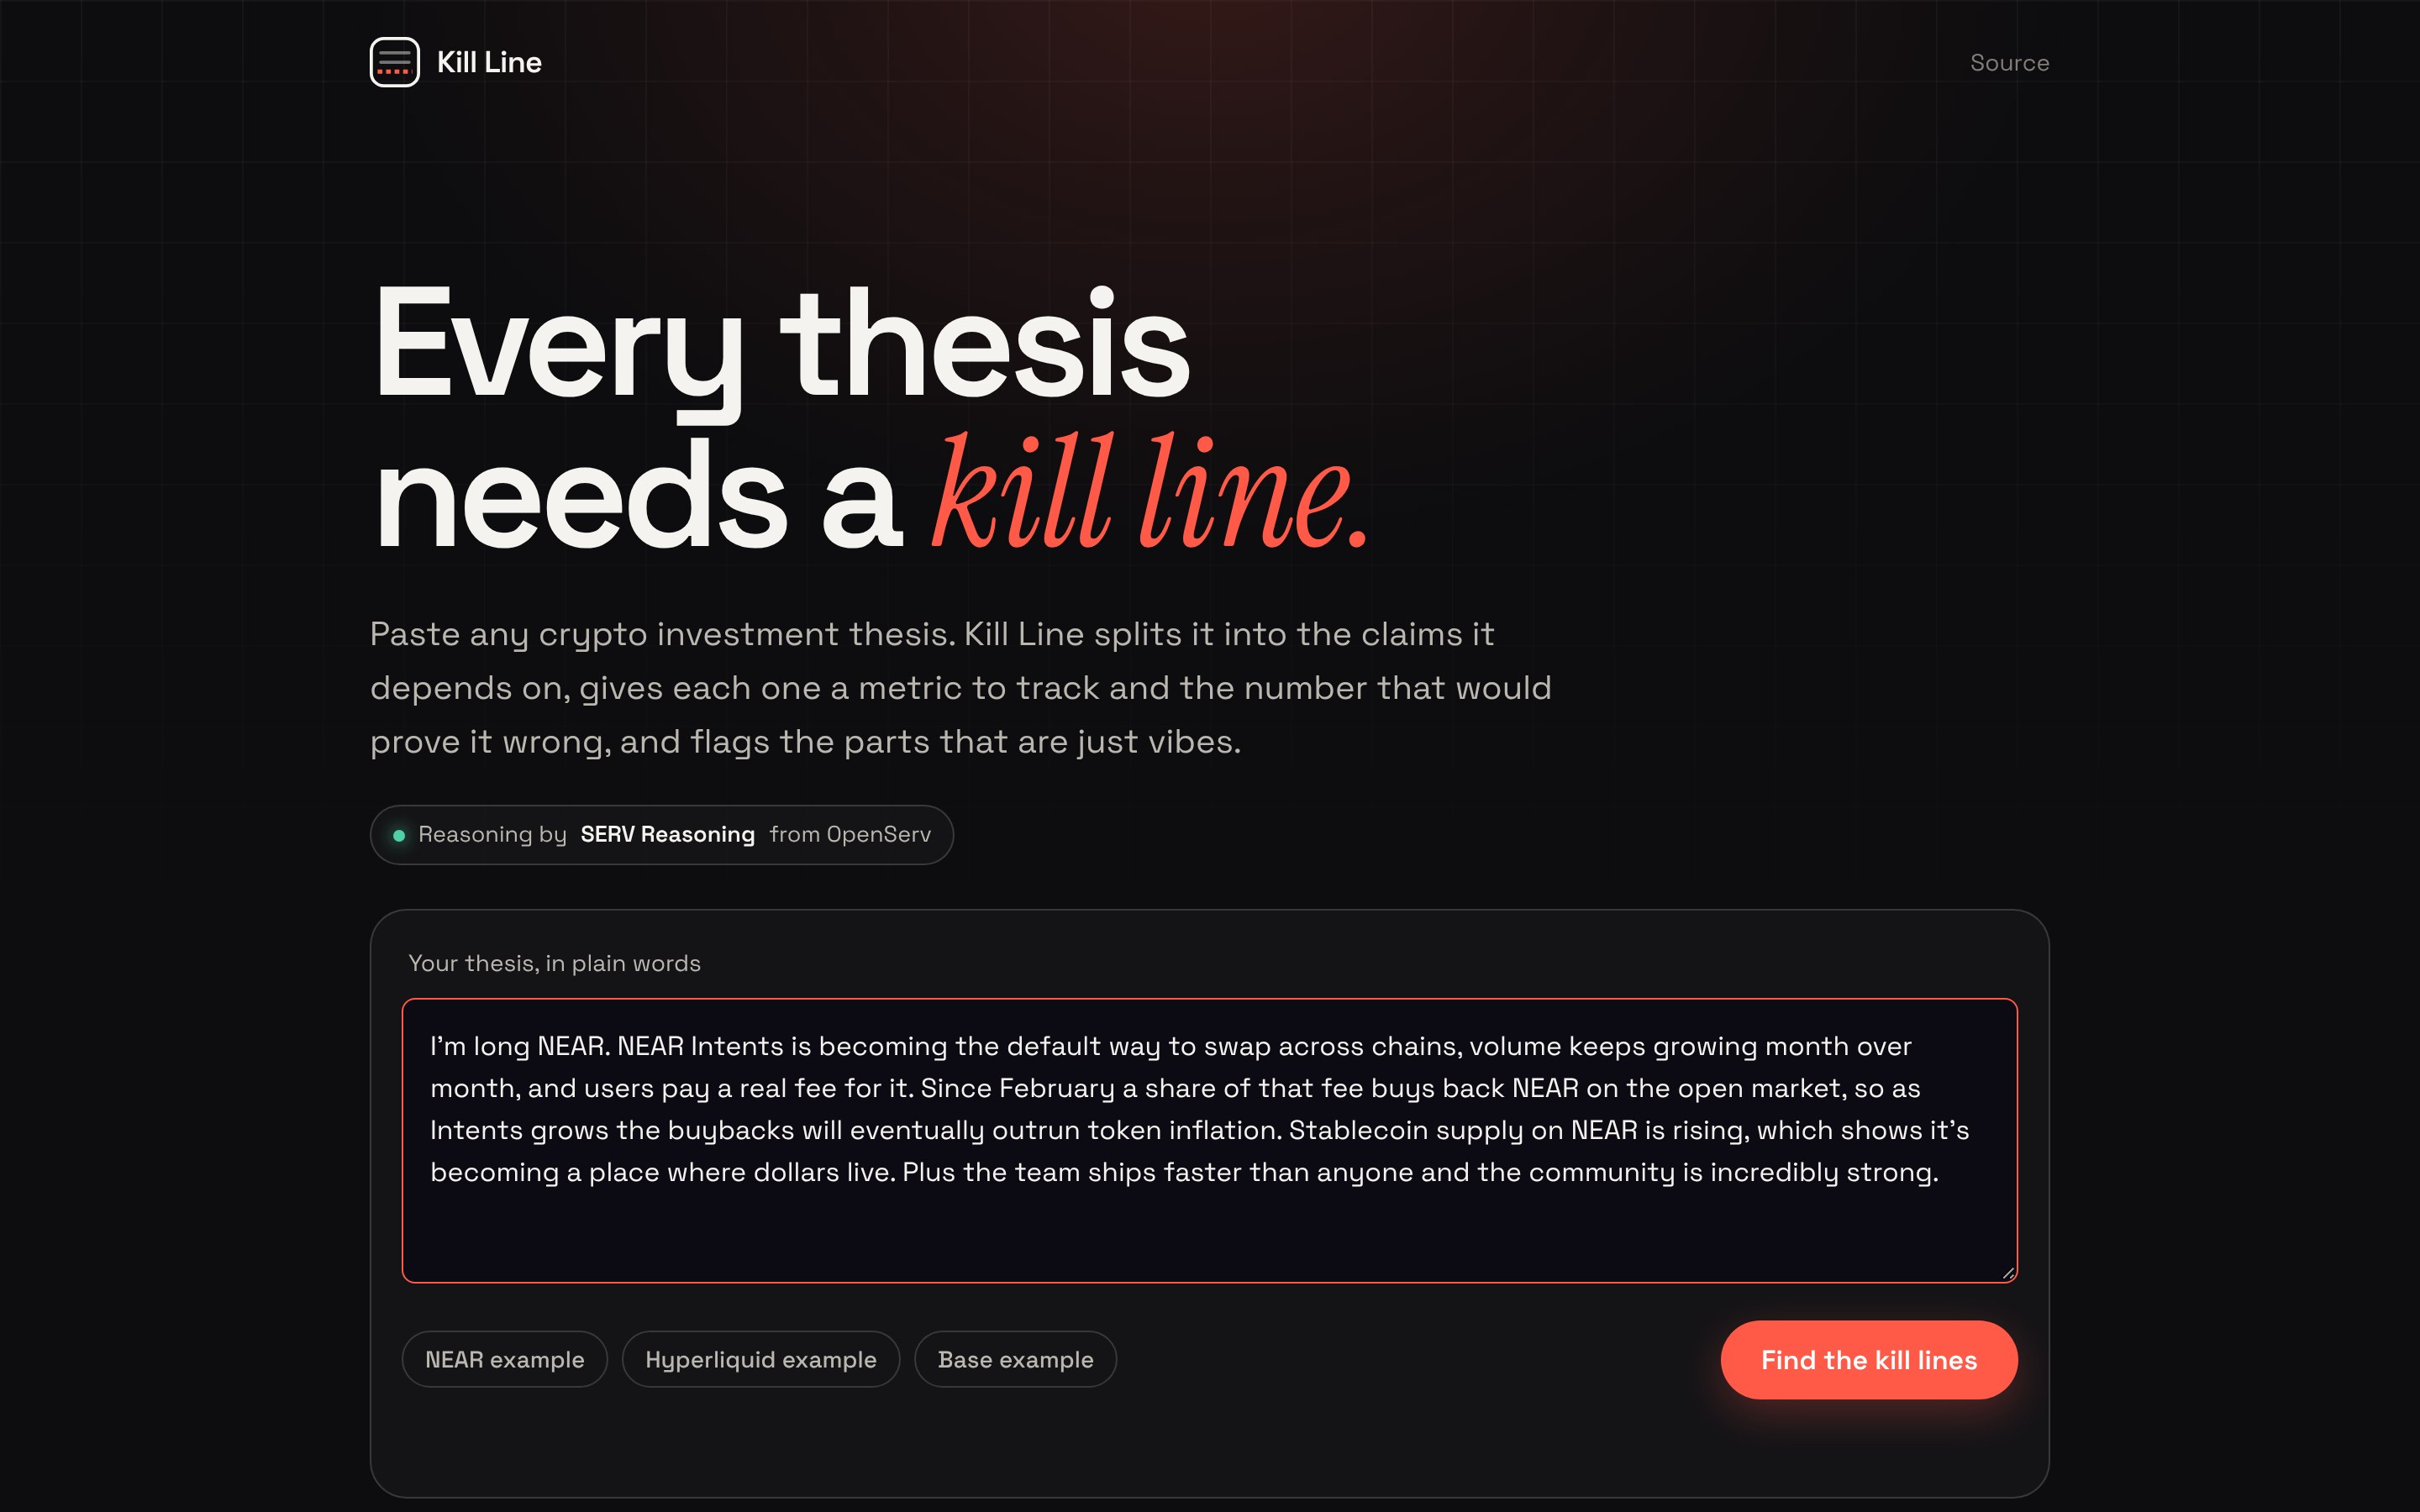 Kill Line
Source
Every thesis
needs a kill line.
Paste any crypto investment thesis. Kill Line splits it into the claims it
depends on, gives each one a metric to track and the number that would
prove it wrong, and flags the parts that are just vibes.
Reasoning by SERV Reasoning from OpenServ
Your thesis, in plain words
I'm long NEAR. NEAR Intents is becoming the default way to swap across chains, volume keeps growing month over
month, and users pay a real fee for it. Since February a share of that fee buys back NEAR on the open market, so as
Intents grows the buybacks will eventually outrun token inflation. Stablecoin supply on NEAR is rising, which shows it's
becoming a place where dollars live. Plus the team ships faster than anyone and the community is incredibly strong.
NEAR example
Hyperliquid example
Base example
Find the kill lines